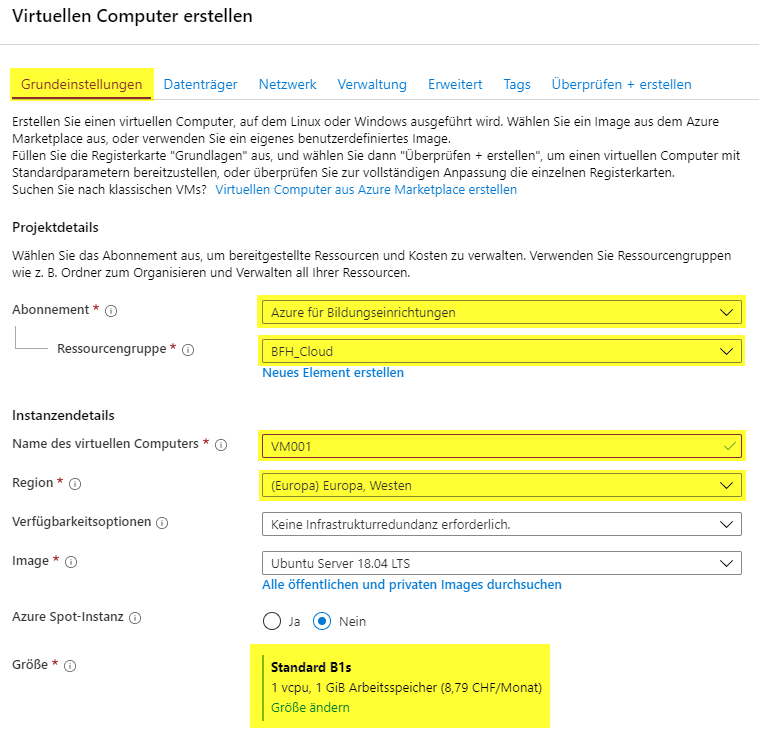 Virtuellen Computer erstellen
Grundeinstellungen Datenträger Netzwerk Verwaltung Erweitert Tags Überprüfen + erstellen
Erstellen Sie einen virtuellen Computer, auf dem Linux oder Windows ausgeführt wird. Wählen Sie ein Image aus dem Azure
Marketplace aus, oder verwenden Sie ein eigenes benutzerdefiniertes Image.
Füllen Sie die Registerkarte "Grundlagen" aus, und wählen Sie dann "Überprüfen + erstellen", um einen virtuellen Computer mit
Standardparametern bereitzustellen, oder überprüfen Sie zur vollständigen Anpassung die einzelnen Registerkarten.
Suchen Sie nach klassischen VMs? Virtuellen Computer aus Azure Marketplace erstellen
Projektdetails
Wählen Sie das Abonnement aus, um bereitgestellte Ressourcen und Kosten zu verwalten. Verwenden Sie Ressourcengruppen
wie z. B. Ordner zum Organisieren und Verwalten all Ihrer Ressourcen.
Abonnement * Azure für Bildungseinrichtungen
Ressourcengruppe * BFH_Cloud
Neues Element erstellen
Instanzendetails
Name des virtuellen Computers * VM001
Region * (Europa) Europa, Westen
Verfügbarkeitsoptionen Keine Infrastrukturredundanz erforderlich.
Image * Ubuntu Server 18.04 LTS
Alle öffentlichen und privaten Images durchsuchen
Azure Spot-Instanz Ja Nein
Größe * Standard B1s
1 vcpu, 1 GiB Arbeitsspeicher (8,79 CHF/Monat)
Größe ändern